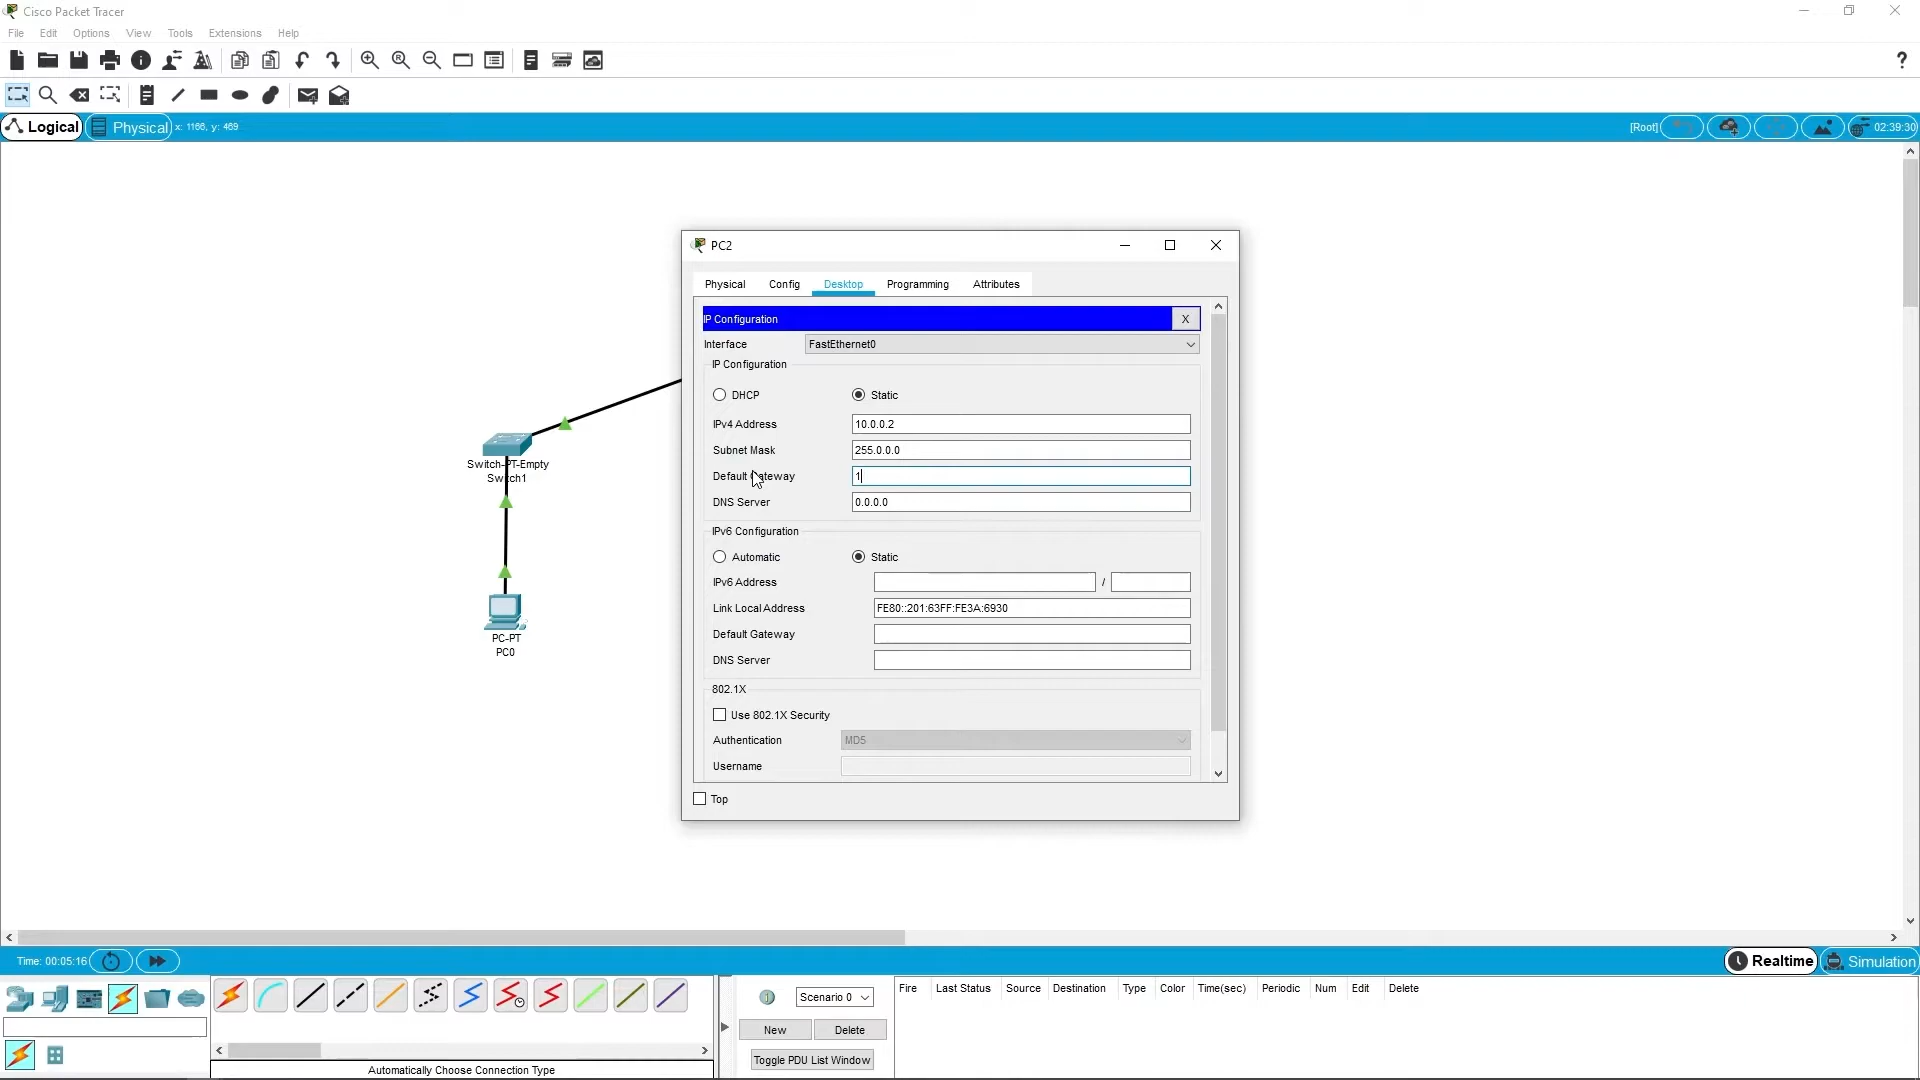 Cisco Packet Tracer
File Edit Options View Tools Extensions Help
Logical Physical x: 1166, y: 469 [Root] 02:39:30
PC2
Physical Config Desktop Programming Attributes
IP Configuration X
Interface FastEthernet0
IP Configuration
DHCP Static
IPv4 Address 10.0.0.2
Subnet Mask 255.0.0.0
Default Gateway 1
DNS Server 0.0.0.0
IPv6 Configuration
Automatic Static
IPv6 Address /
Link Local Address FE80::201:63FF:FE3A:6930
Default Gateway
DNS Server
802.1X
Use 802.1X Security
Authentication MD5
Username
Top
Switch-PT-Empty
Switch1
PC-PT
PC0
Time: 00:05:16 Realtime Simulation
Scenario 0
New Delete
Toggle PDU List Window
Fire Last Status Source Destination Type Color Time(sec) Periodic Num Edit Delete
Automatically Choose Connection Type